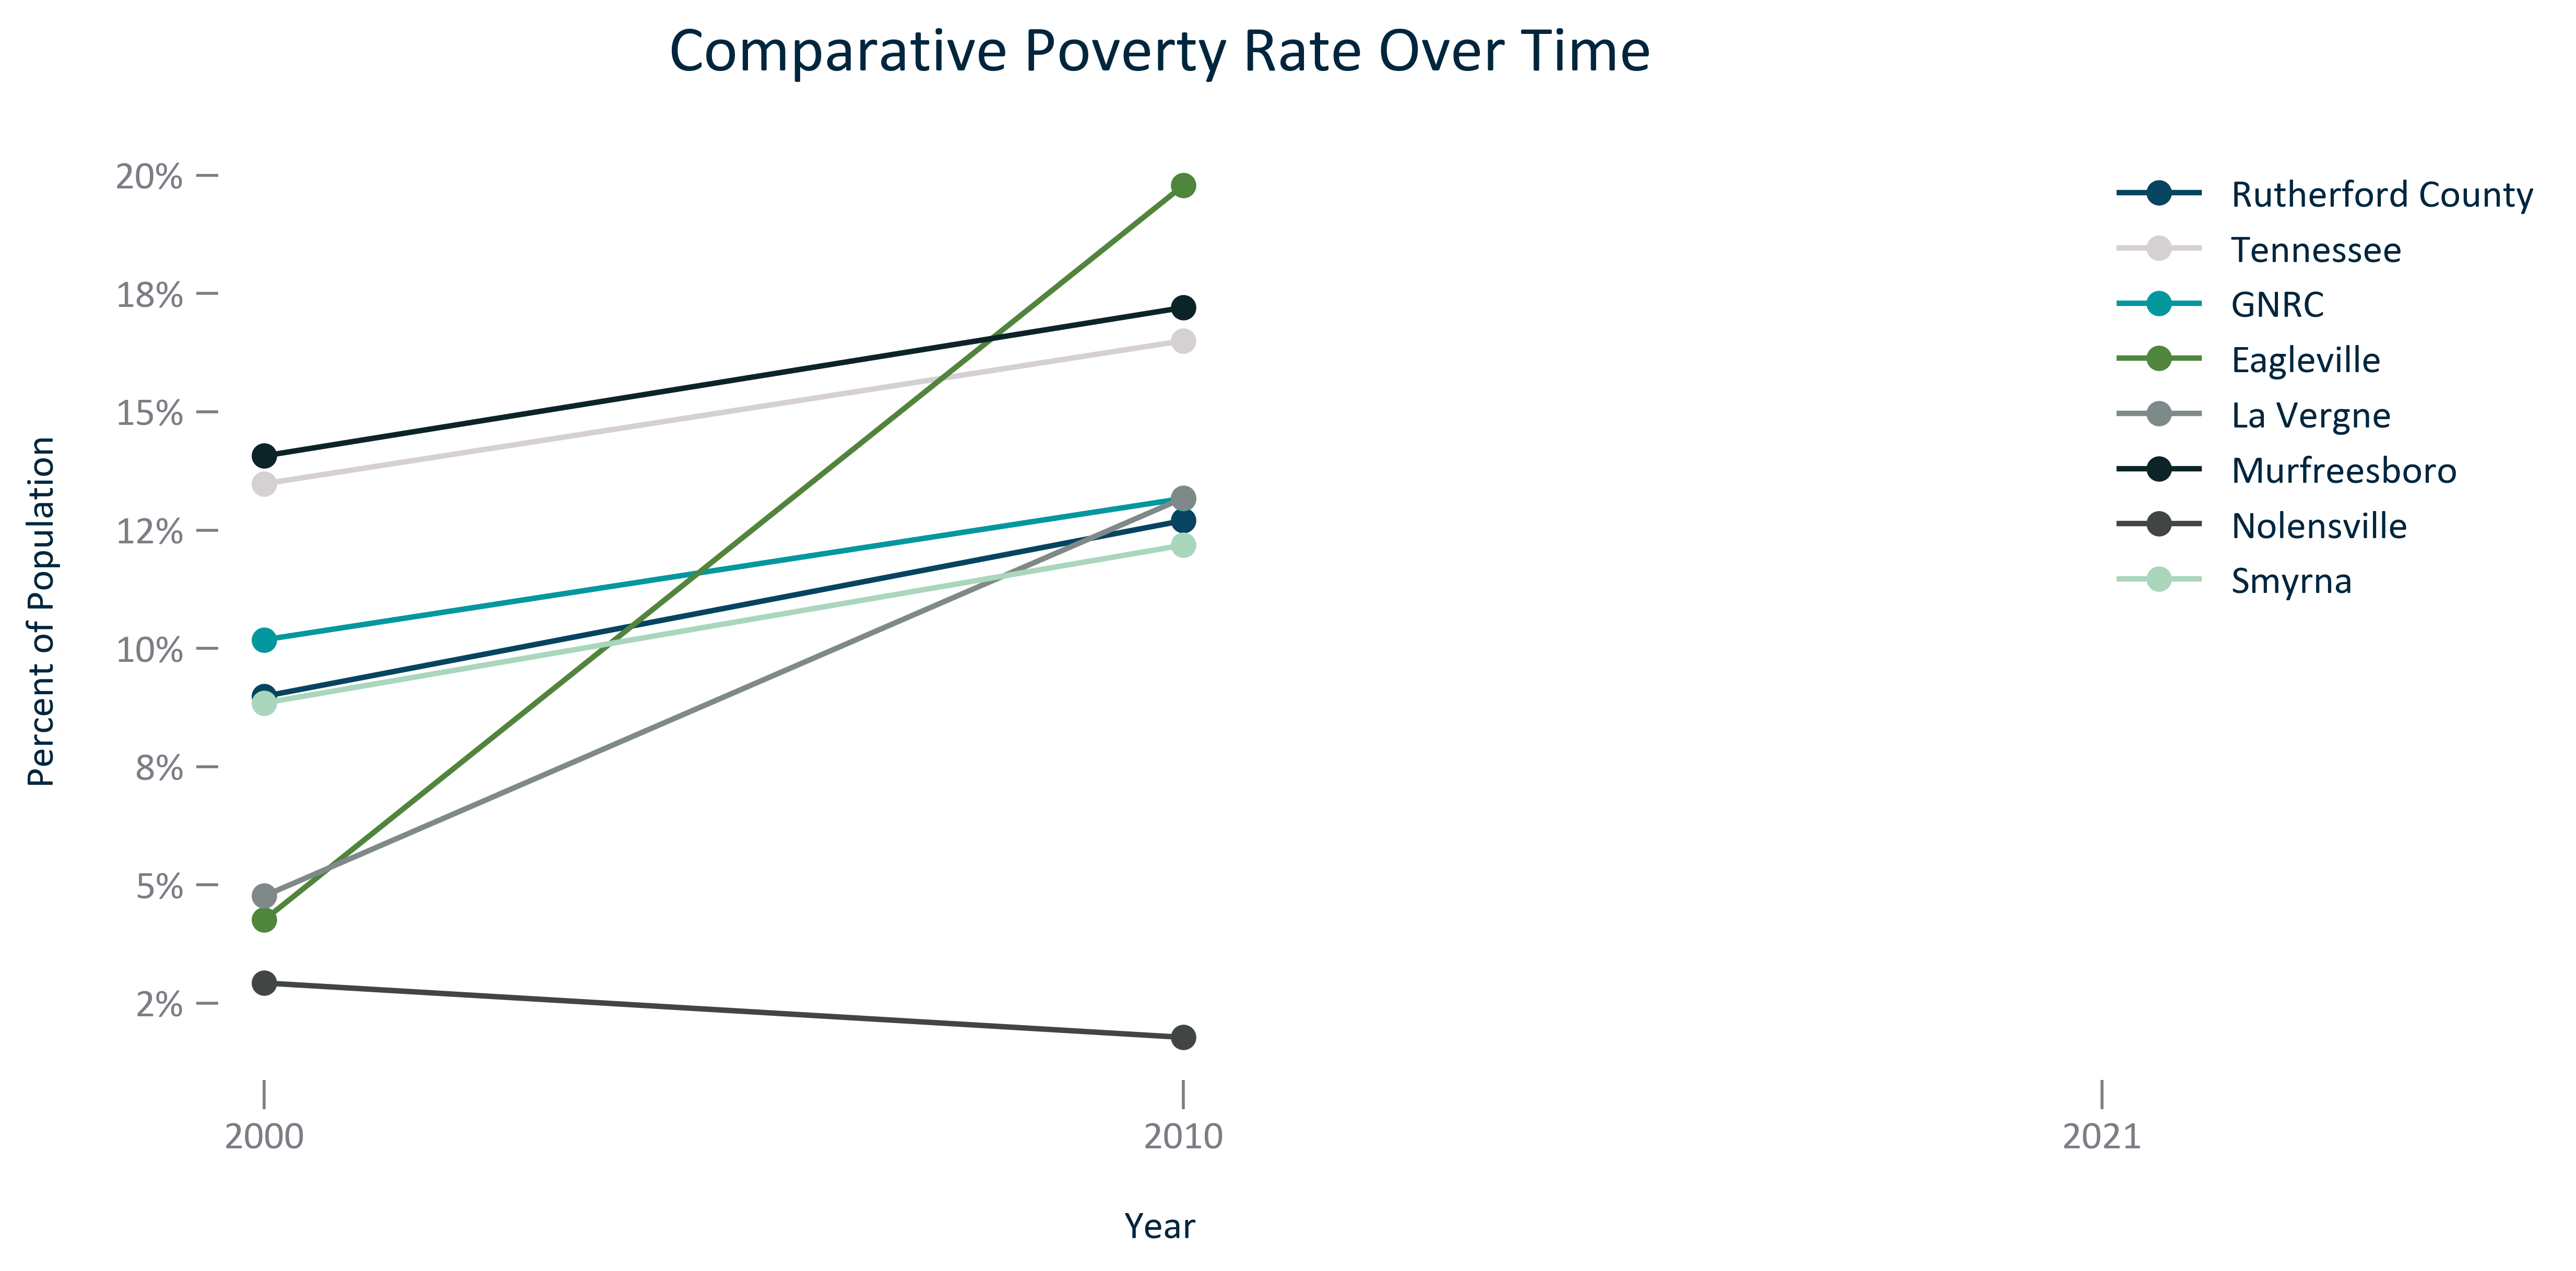 Comparative Poverty Rate Over Time
20%
18%
15%
12%
10%
8%
5%
2%
Percent of Population
Rutherford County
Tennessee
GNRC
Eagleville
La Vergne
Murfreesboro
Nolensville
Smyrna
2000
2010
2021
Year